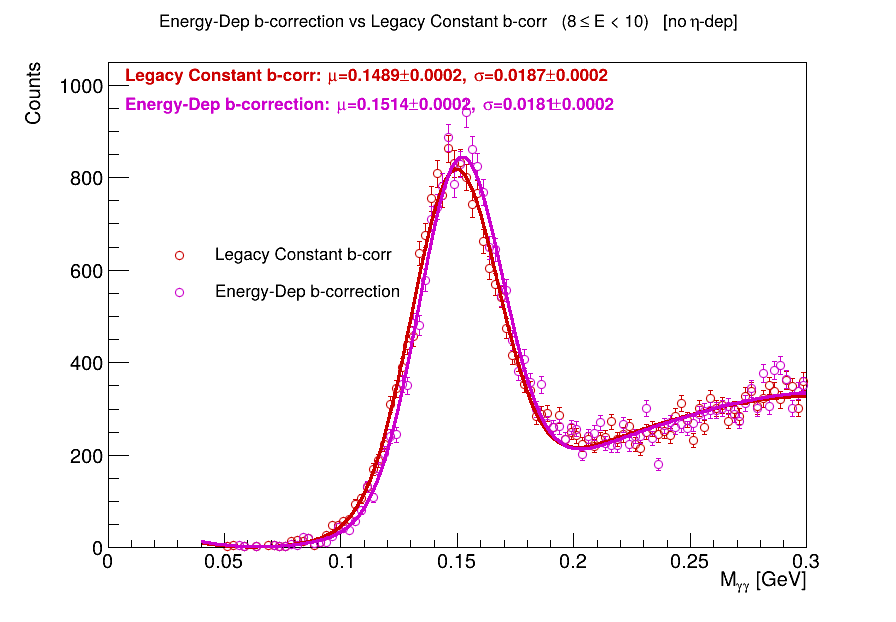 Energy-Dep b-correction vs Legacy Constant b-corr (8 ≤ E < 10) [no η-dep]
Counts
Legacy Constant b-corr: μ=0.1489±0.0002, σ=0.0187±0.0002
Energy-Dep b-correction: μ=0.1514±0.0002, σ=0.0181±0.0002
1000
800
600
400
200
0
Legacy Constant b-corr
Energy-Dep b-correction
0 0.05 0.1 0.15 0.2 0.25 0.3
Mγγ [GeV]